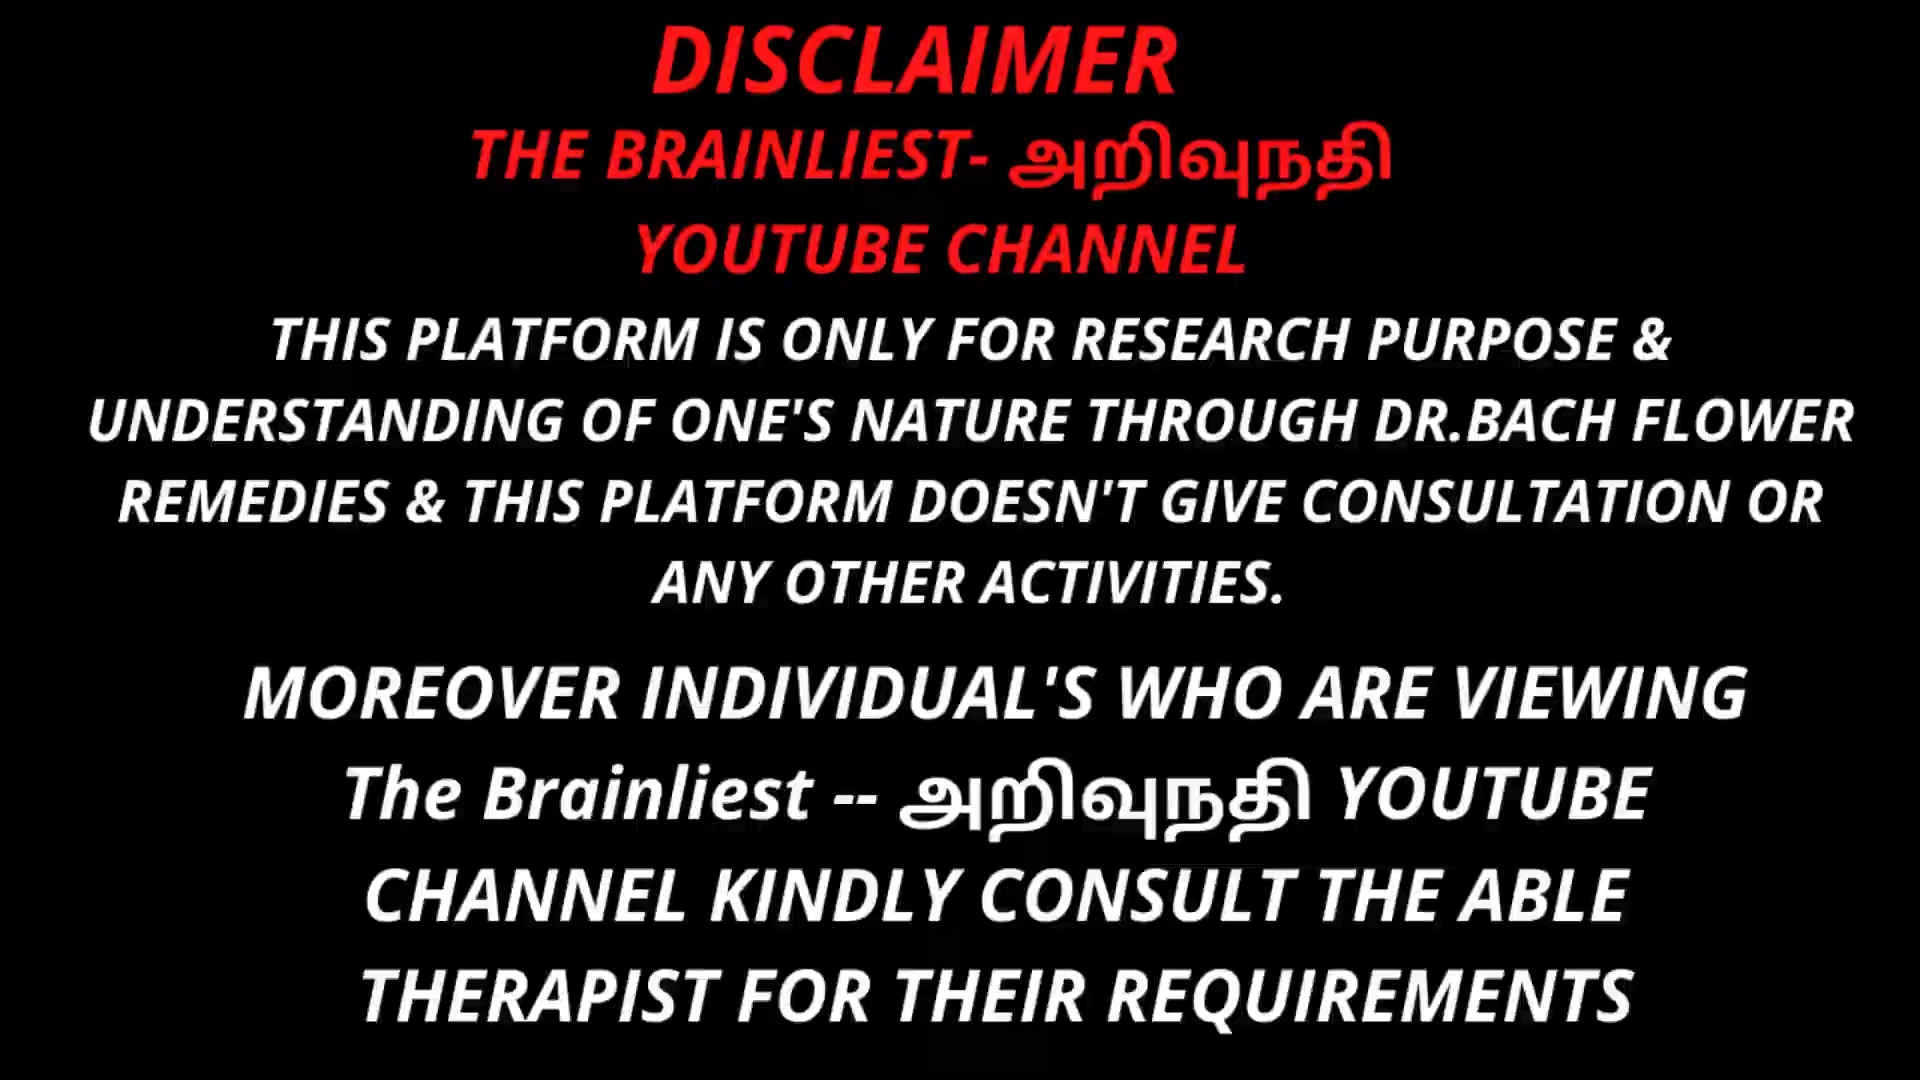 DISCLAIMER
THE BRAINLIEST- அறிவுநதி
YOUTUBE CHANNEL
THIS PLATFORM IS ONLY FOR RESEARCH PURPOSE &
UNDERSTANDING OF ONE'S NATURE THROUGH DR.BACH FLOWER
REMEDIES & THIS PLATFORM DOESN'T GIVE CONSULTATION OR
ANY OTHER ACTIVITIES.
MOREOVER INDIVIDUAL'S WHO ARE VIEWING
The Brainliest -- அறிவுநதி YOUTUBE
CHANNEL KINDLY CONSULT THE ABLE
THERAPIST FOR THEIR REQUIREMENTS